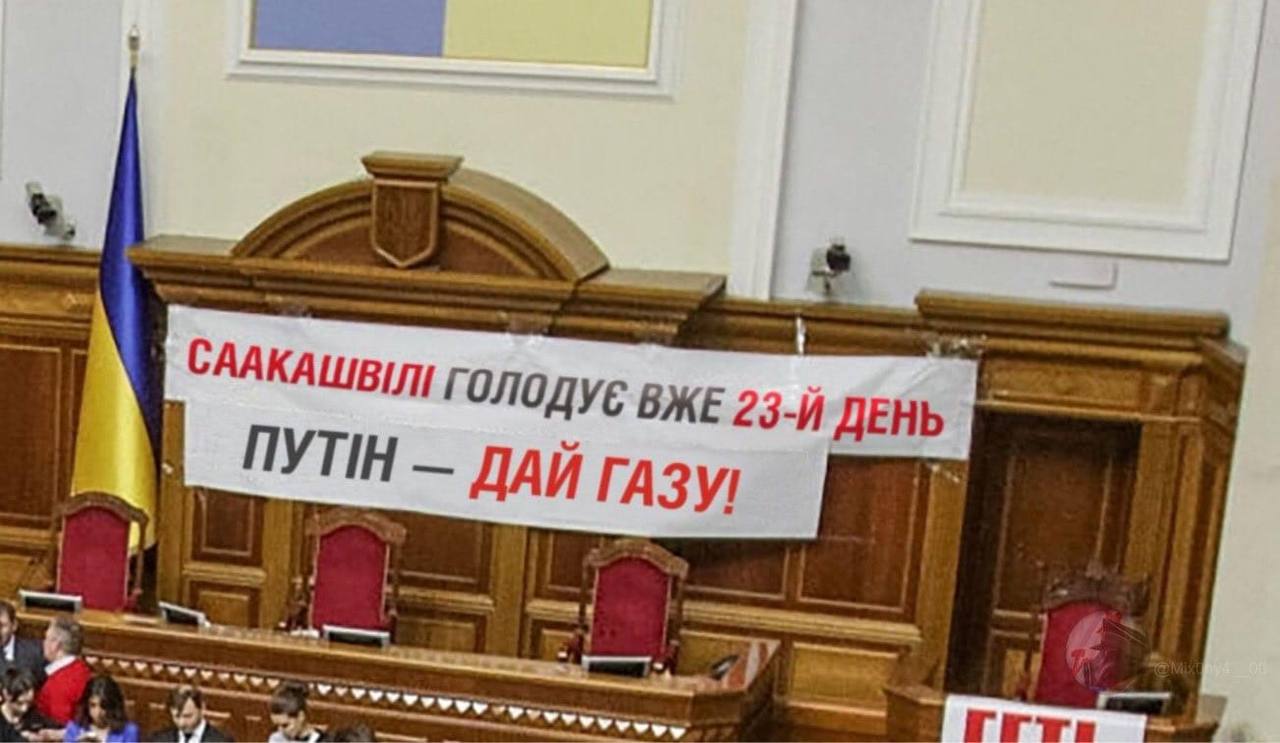 СААКАШВІЛІ ГОЛОДУЄ ВЖЕ 23-Й ДЕНЬ
ПУТІН — ДАЙ ГАЗУ!